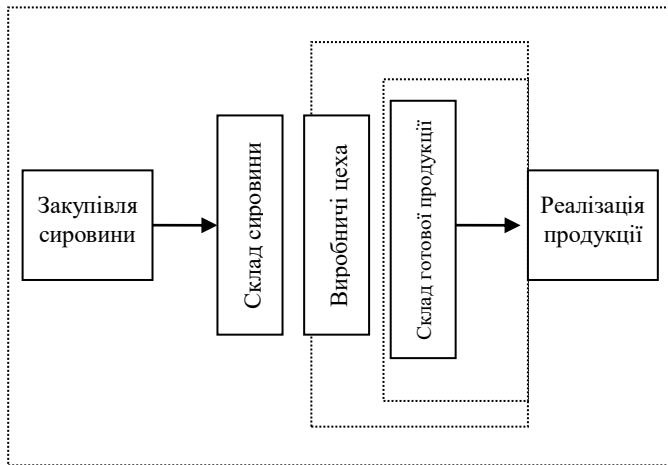 Закупівля
сировини
Склад сировини
Виробничі цеха
Склад готової продукції
Реалізація
продукції